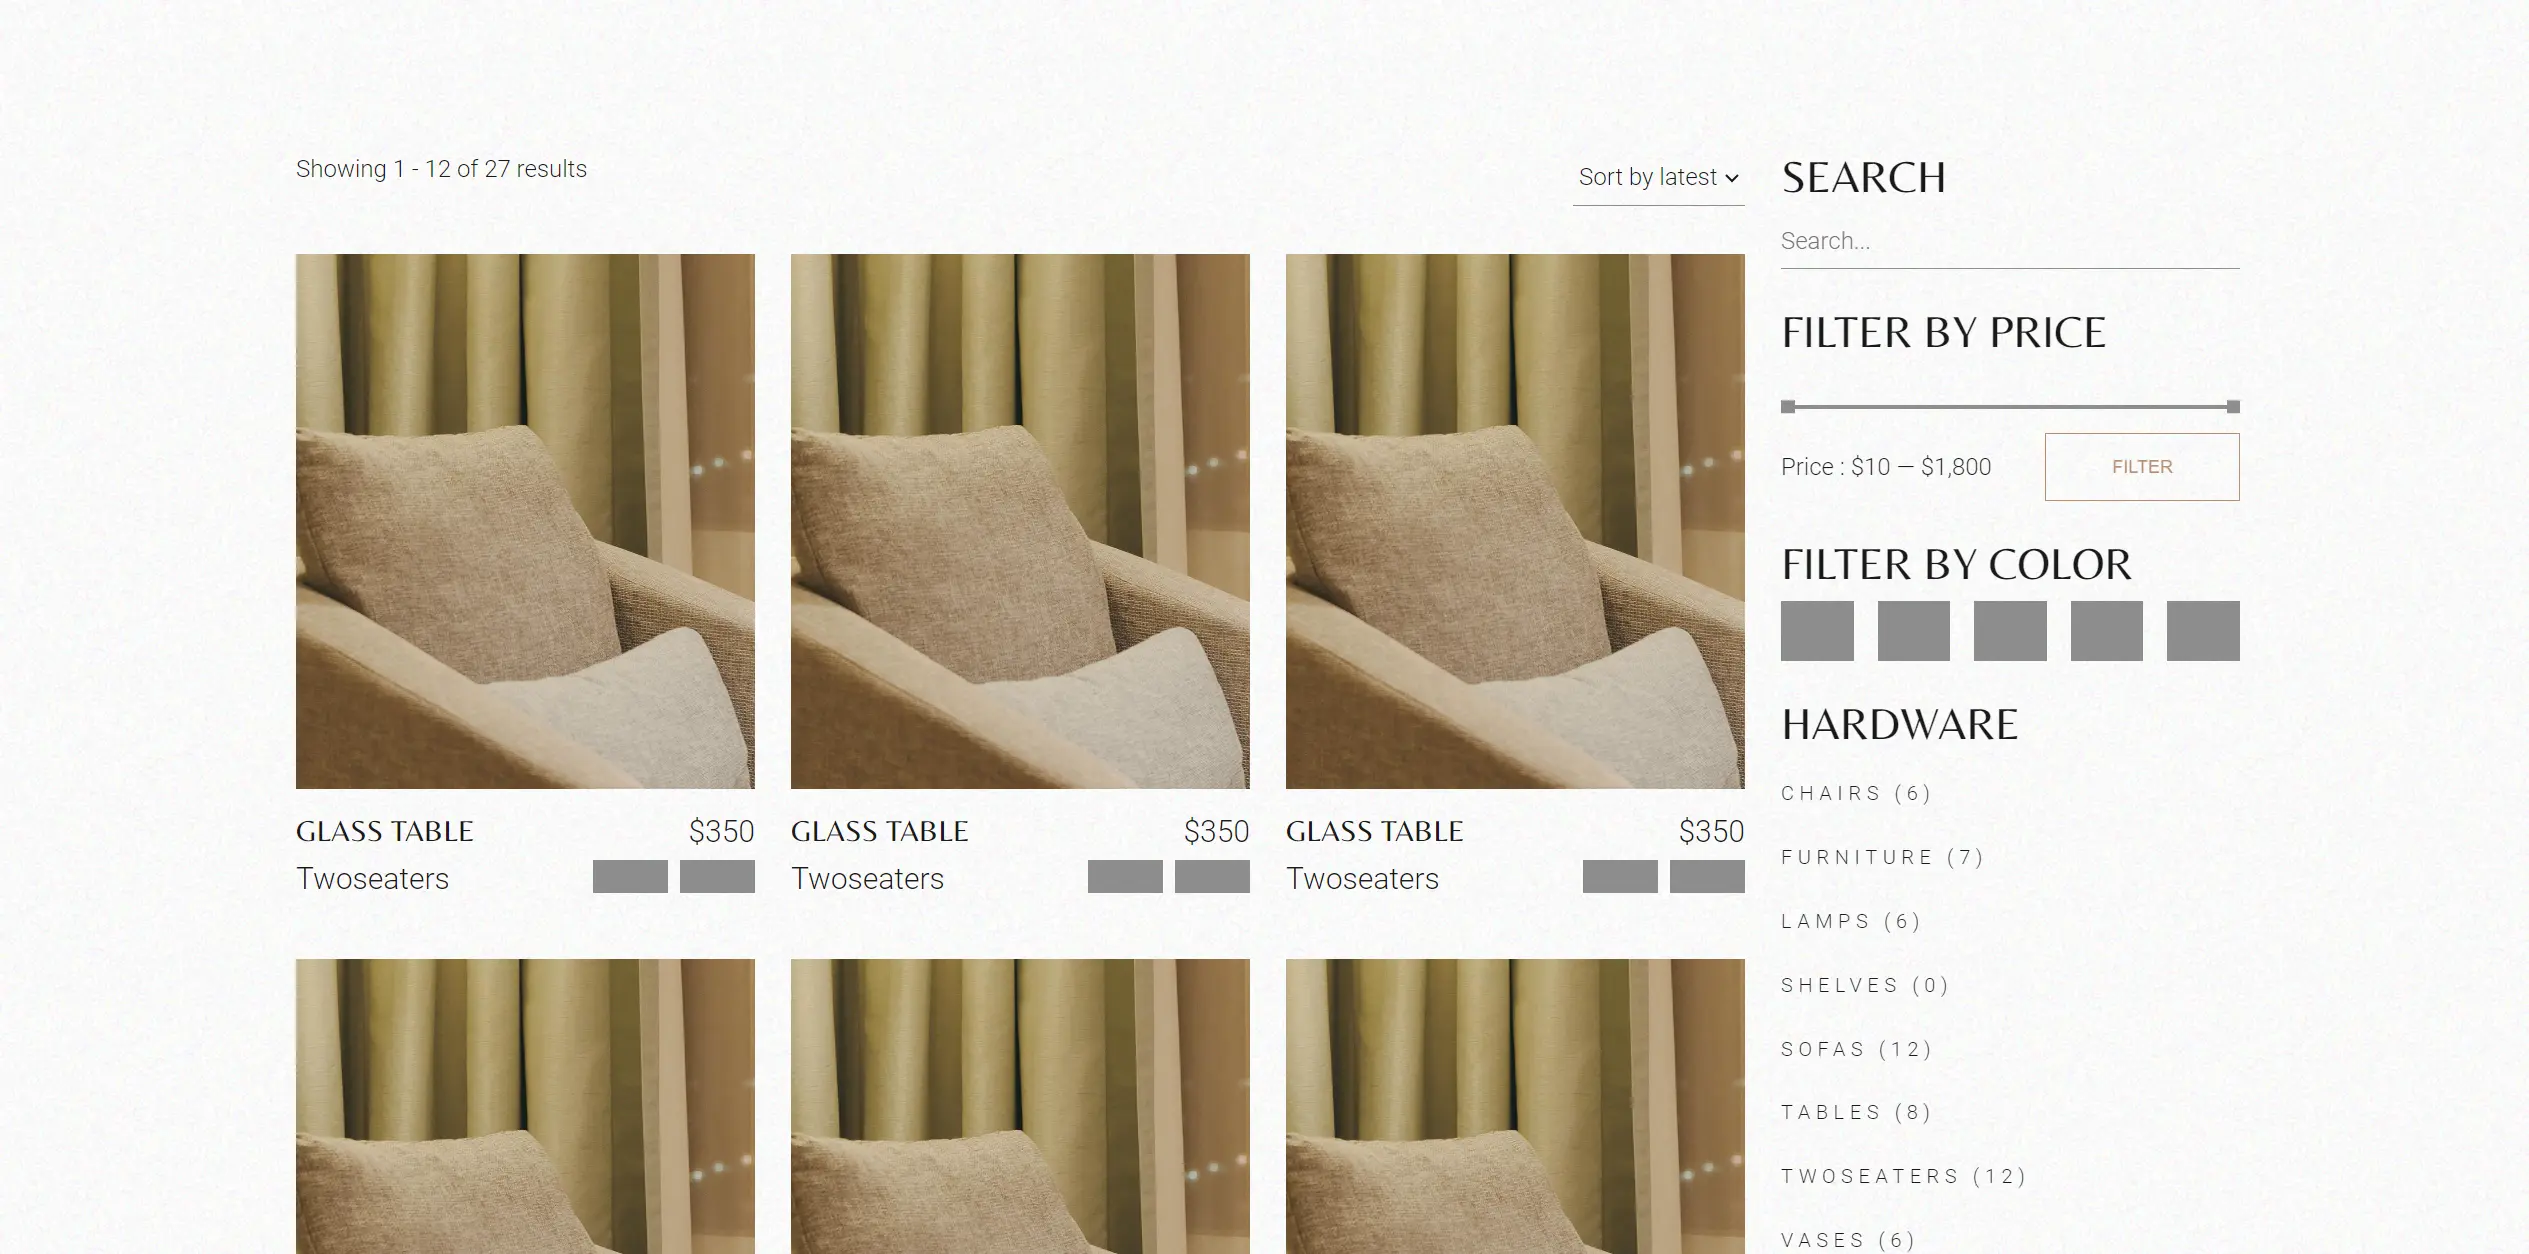 Showing 1 - 12 of 27 results
Sort by latest
GLASS TABLE $350
Twoseaters
GLASS TABLE $350
Twoseaters
GLASS TABLE $350
Twoseaters
SEARCH
Search...
FILTER BY PRICE
Price : $10 — $1,800
FILTER
FILTER BY COLOR
HARDWARE
CHAIRS (6)
FURNITURE (7)
LAMPS (6)
SHELVES (0)
SOFAS (12)
TABLES (8)
TWOSEATERS (12)
VASES (6)